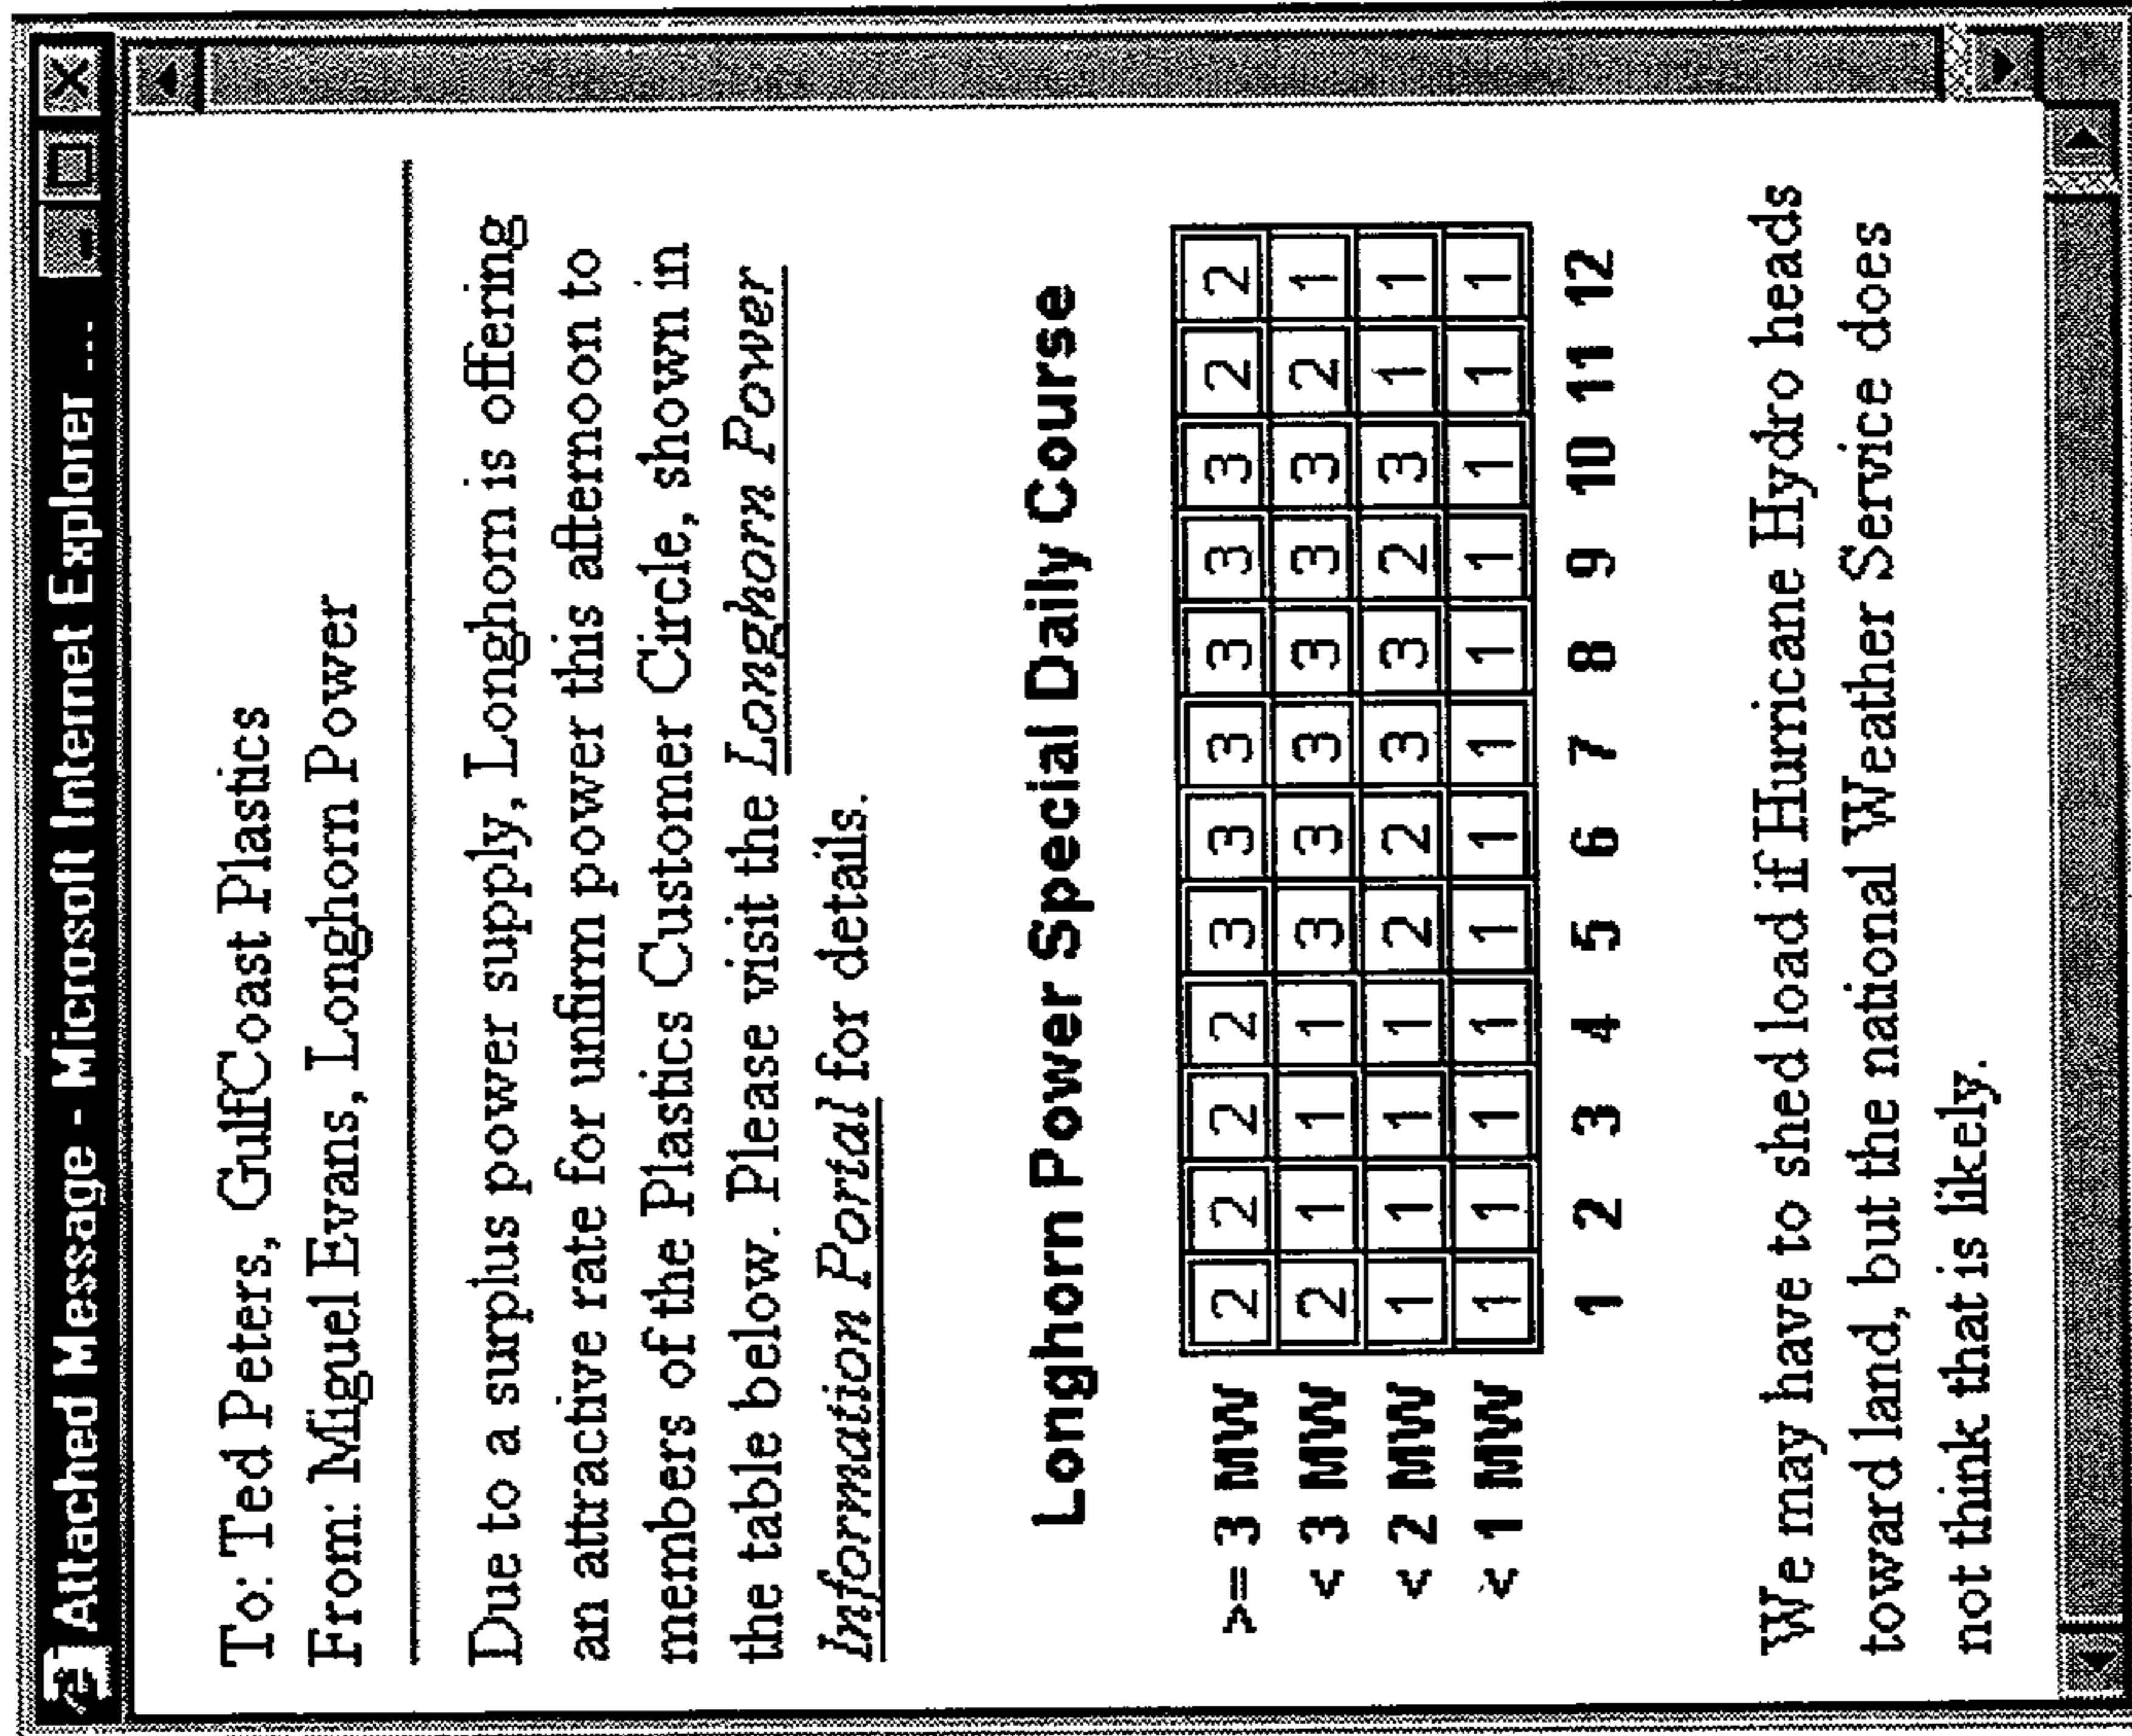 Attached Message - Microsoft Internet Explorer ...
To: Ted Peters, GulfCoast Plastics
From: Miguel Evans, Longhorn Power
Due to a surplus power supply, Longhorn is offering
an attractive rate for unfirm power this afternoon to
members of the Plastics Customer Circle, shown in
the table below. Please visit the Longhorn Power
Information Portal for details.
Longhorn Power Special Daily Course
>= 3 MW 2 2 2 2 3 3 3 3 3 3 2 2
< 3 MW 2 1 1 1 3 3 3 3 3 3 2 1
< 2 MW 1 1 1 1 2 2 3 3 2 3 1 1
< 1 MW 1 1 1 1 1 1 1 1 1 1 1 1
1 2 3 4 5 6 7 8 9 10 11 12
We may have to shed load if Hurricane Hydro heads
toward land, but the national Weather Service does
not think that is likely.